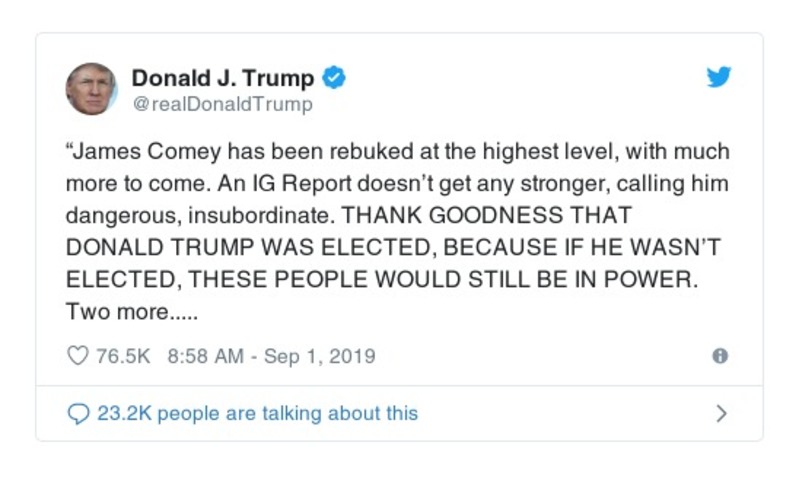 Donald J. Trump
@realDonaldTrump
“James Comey has been rebuked at the highest level, with much
more to come. An IG Report doesn’t get any stronger, calling him
dangerous, insubordinate. THANK GOODNESS THAT
DONALD TRUMP WAS ELECTED, BECAUSE IF HE WASN’T
ELECTED, THESE PEOPLE WOULD STILL BE IN POWER.
Two more.....
76.5K 8:58 AM - Sep 1, 2019
23.2K people are talking about this